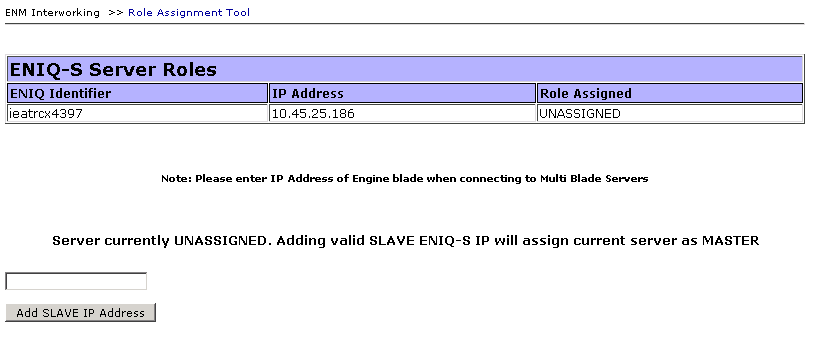 ENM Interworking >> Role Assignment Tool
ENIQ-S Server Roles
ENIQ Identifier IP Address Role Assigned
ieatrcx4397 10.45.25.186 UNASSIGNED
Note: Please enter IP Address of Engine blade when connecting to Multi Blade Servers
Server currently UNASSIGNED. Adding valid SLAVE ENIQ-S IP will assign current server as MASTER
Add SLAVE IP Address